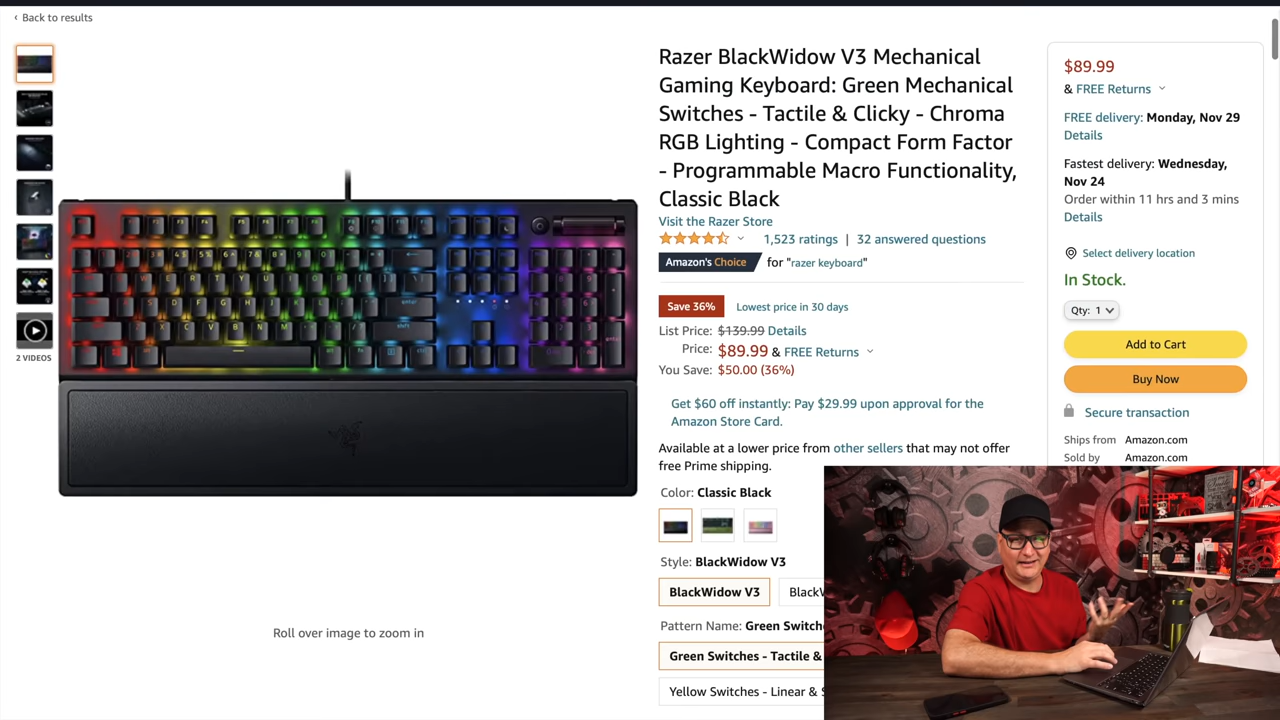 ‹ Back to results
2 VIDEOS
Roll over image to zoom in
Razer BlackWidow V3 Mechanical
Gaming Keyboard: Green Mechanical
Switches - Tactile & Clicky - Chroma
RGB Lighting - Compact Form Factor
- Programmable Macro Functionality,
Classic Black
Visit the Razer Store
1,523 ratings | 32 answered questions
Amazon's Choice for "razer keyboard"
Save 36% Lowest price in 30 days
List Price: $139.99 Details
Price: $89.99 & FREE Returns
You Save: $50.00 (36%)
Get $60 off instantly: Pay $29.99 upon approval for the
Amazon Store Card.
Available at a lower price from other sellers that may not offer
free Prime shipping.
Color: Classic Black
Style: BlackWidow V3
BlackWidow V3 BlackW
Pattern Name: Green Switche
Green Switches - Tactile &
Yellow Switches - Linear & S
$89.99
& FREE Returns
FREE delivery: Monday, Nov 29
Details
Fastest delivery: Wednesday,
Nov 24
Order within 11 hrs and 3 mins
Details
Select delivery location
In Stock.
Qty: 1
Add to Cart
Buy Now
Secure transaction
Ships from Amazon.com
Sold by Amazon.com